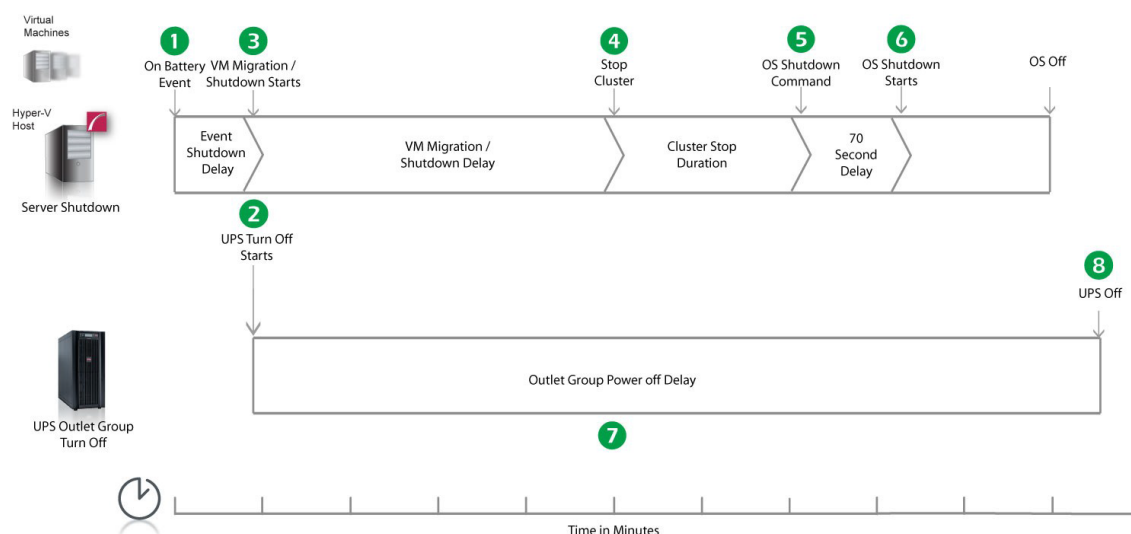 Virtual
Machines
1
On Battery
Event
3
VM Migration /
Shutdown Starts
4
Stop
Cluster
5
OS Shutdown
Command
6
OS Shutdown
Starts
OS Off
Hyper-V
Host
Server Shutdown
Event
Shutdown
Delay
VM Migration /
Shutdown Delay
Cluster Stop
Duration
70
Second
Delay
2
UPS Turn Off
Starts
8
UPS Off
UPS Outlet Group
Turn Off
Outlet Group Power off Delay
7
Time in Minutes